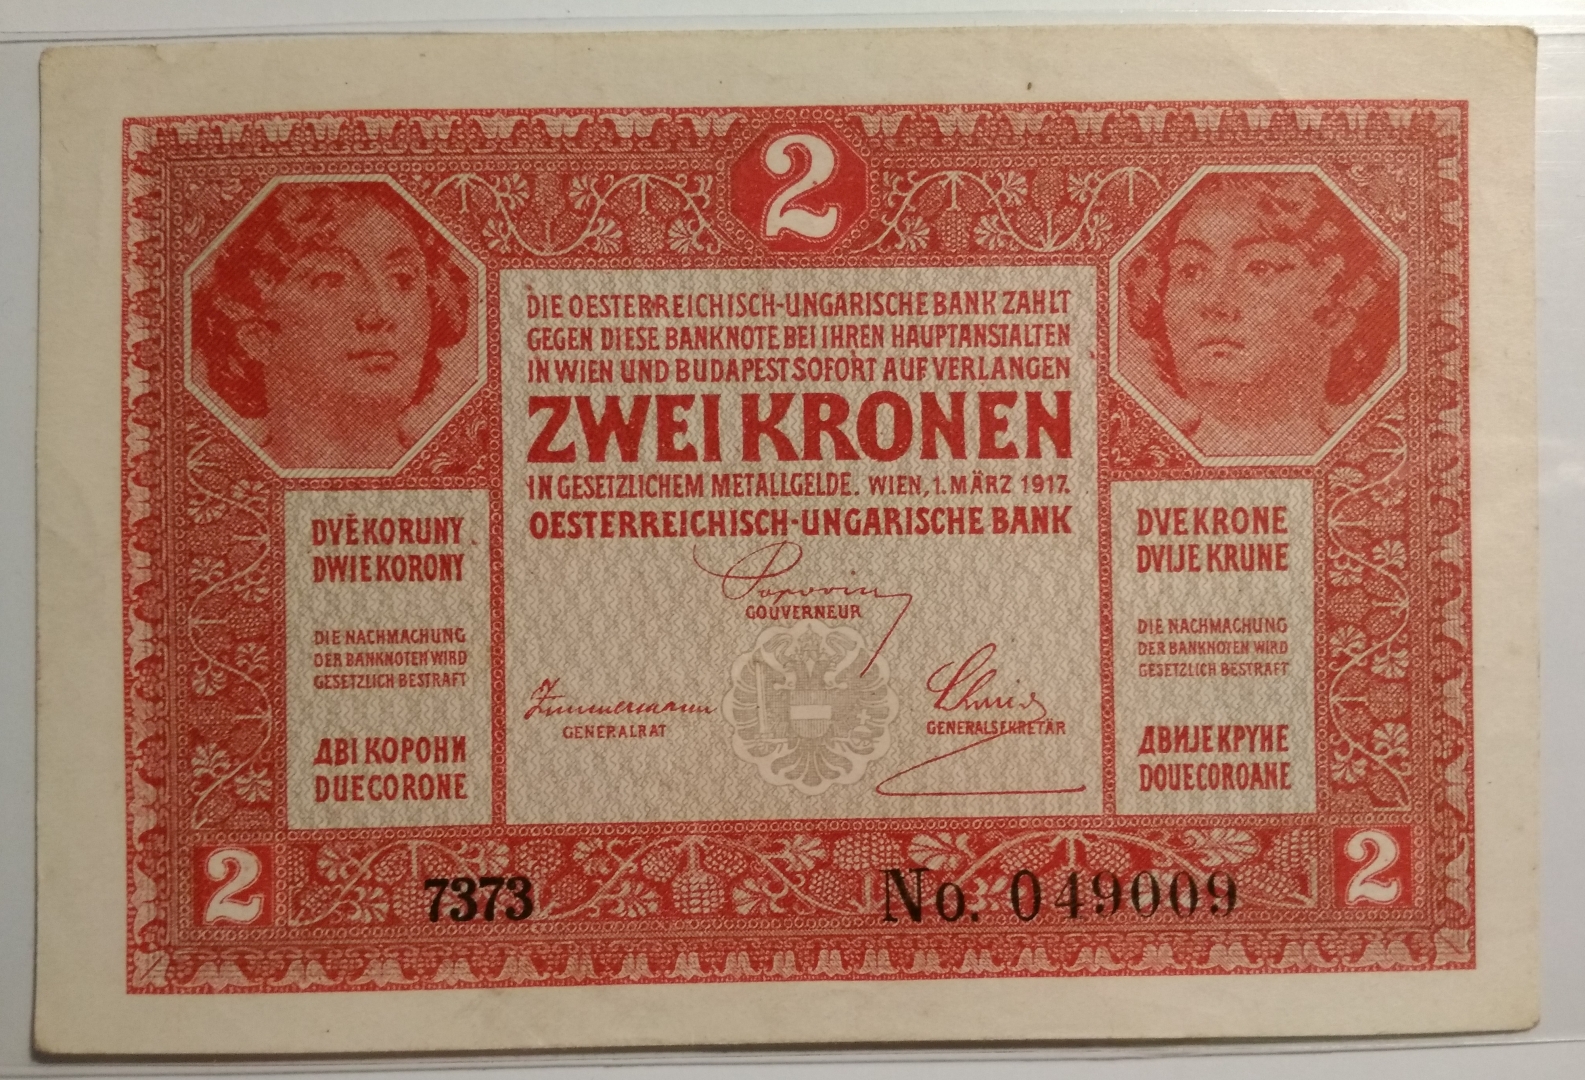 2
DIE OESTERREICHISCH-UNGARISCHE BANK ZAHLT
GEGEN DIESE BANKNOTE BEI IHREN HAUPTANSTALTEN
IN WIEN UND BUDAPEST SOFORT AUF VERLANGEN
ZWEI KRONEN
IN GESETZLICHEM METALLGELDE. WIEN, 1. MÄRZ 1917.
OESTERREICHISCH-UNGARISCHE BANK
Popovics
GOUVERNEUR
Zimmermann
GENERALRAT
Schmid
GENERALSEKRETÄR
DVĚ KORUNY
DWIE KORONY
DIE NACHMACHUNG
DER BANKNOTEN WIRD
GESETZLICH BESTRAFT
ДВІ КОРОНИ
DUE CORONE
DVE KRONE
DVIJE KRUNE
DIE NACHMACHUNG
DER BANKNOTEN WIRD
GESETZLICH BESTRAFT
ДВИЈЕ КРУНЕ
DOUE COROANE
2
7373
No. 049009
2